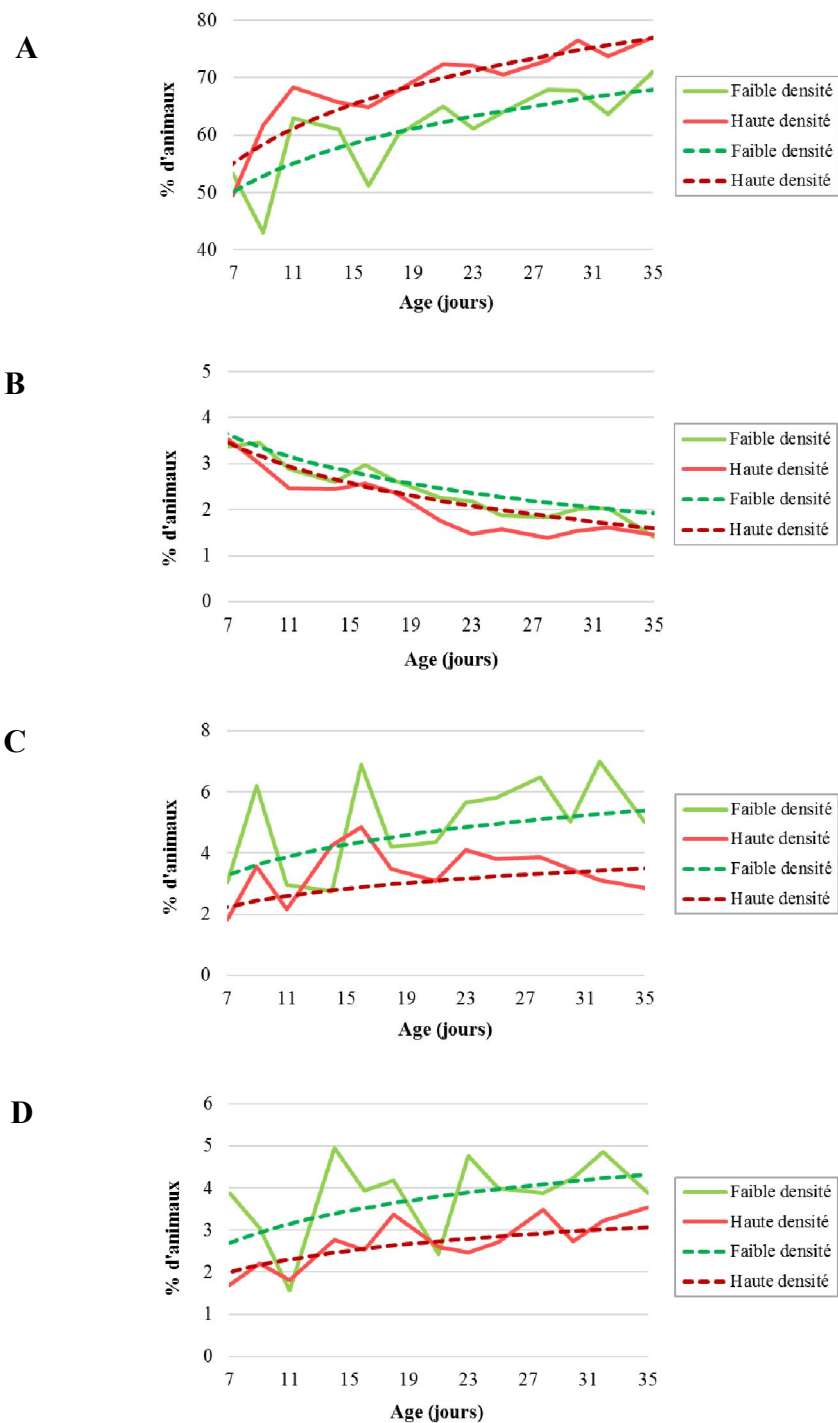 A
% d'animaux
80
70
60
50
40
7 11 15 19 23 27 31 35
Age (jours)
Faible densité
Haute densité
Faible densité
Haute densité
B
% d'animaux
5
4
3
2
1
0
7 11 15 19 23 27 31 35
Age (jours)
Faible densité
Haute densité
Faible densité
Haute densité
C
% d'animaux
8
6
4
2
0
7 11 15 19 23 27 31 35
Age (jours)
Faible densité
Haute densité
Faible densité
Haute densité
D
% d'animaux
6
5
4
3
2
1
0
7 11 15 19 23 27 31 35
Age (jours)
Faible densité
Haute densité
Faible densité
Haute densité